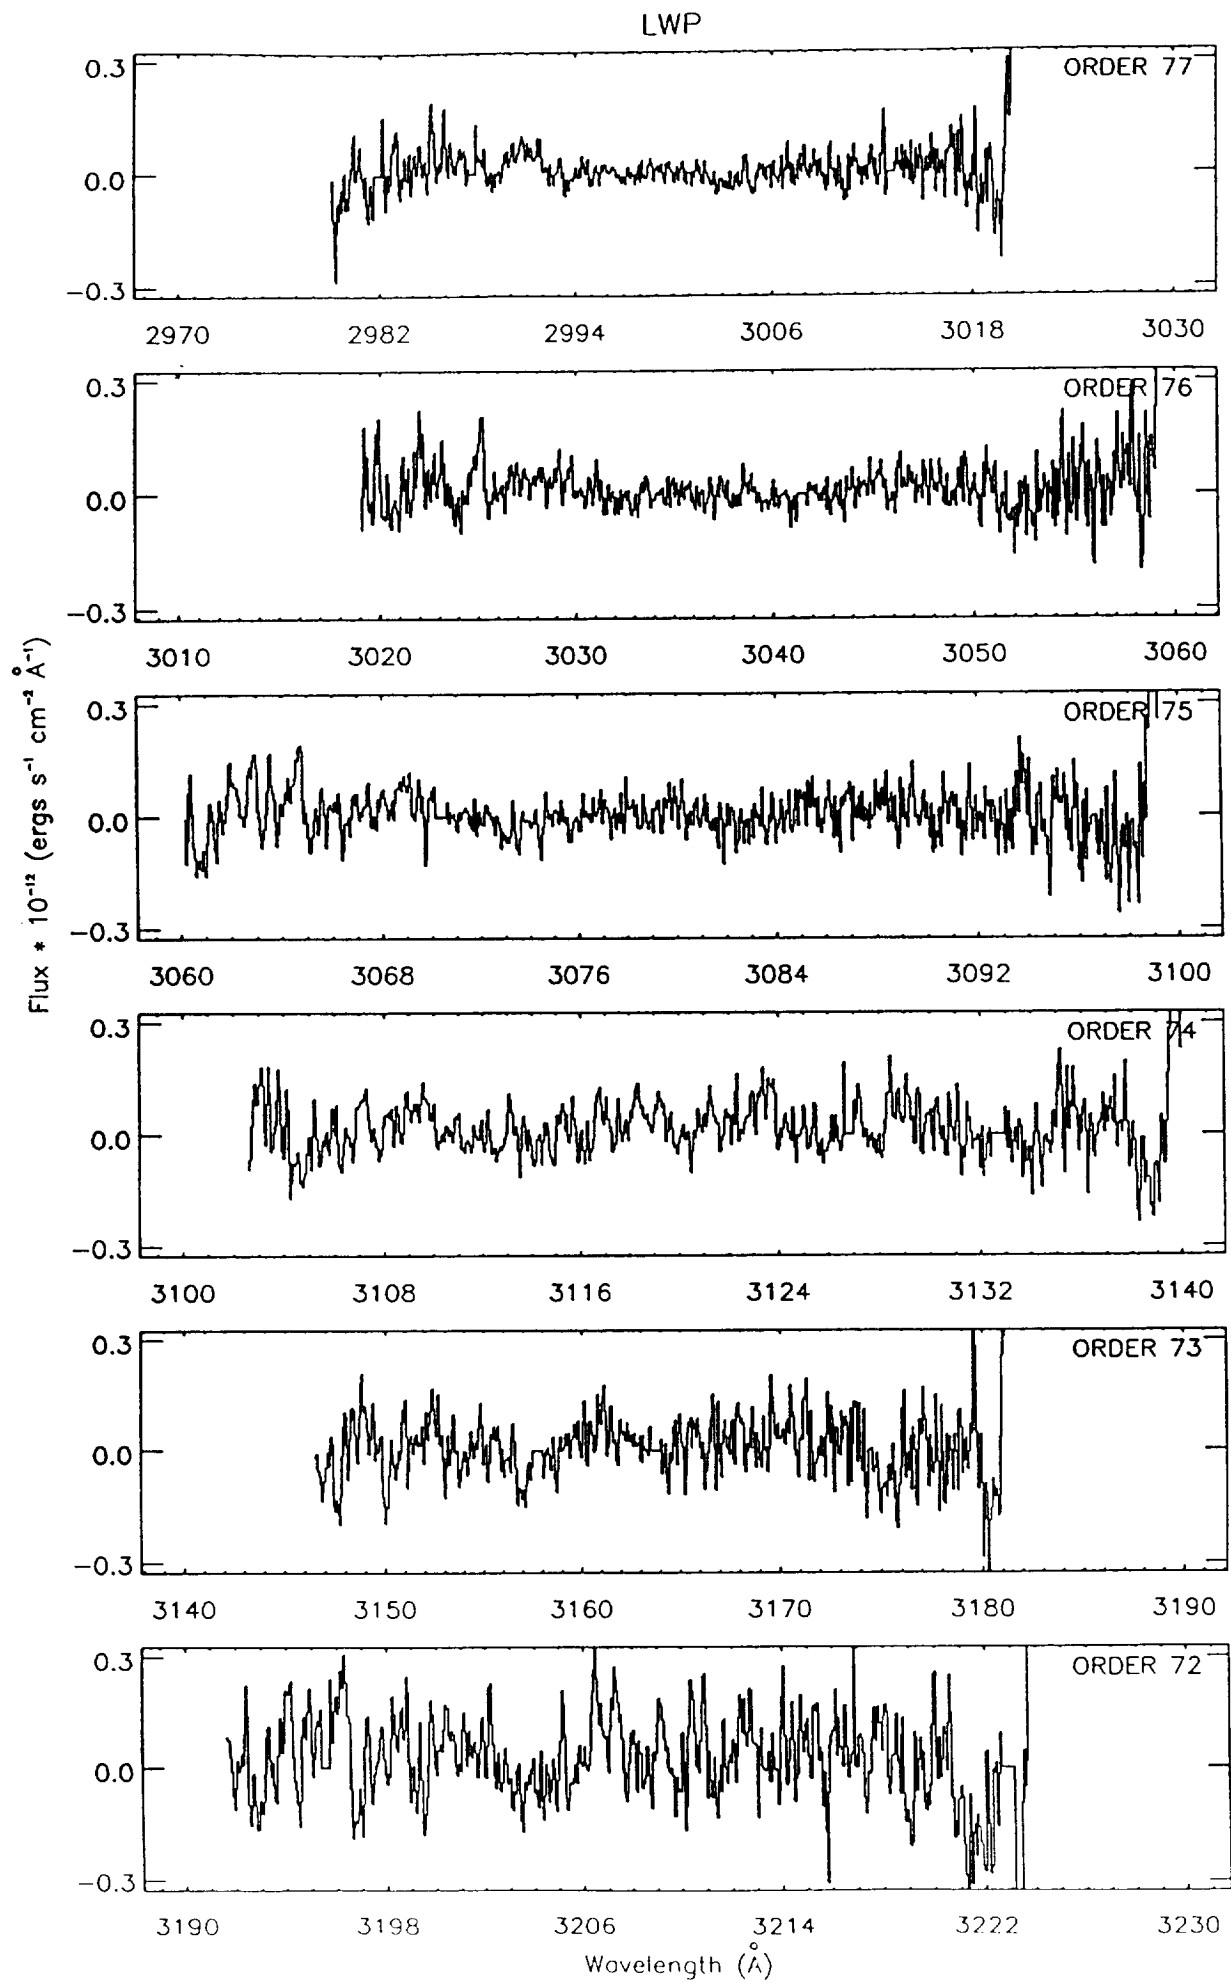 LWP
ORDER 77
0.3
0.0
−0.3
2970 2982 2994 3006 3018 3030
ORDER 76
0.3
0.0
−0.3
3010 3020 3030 3040 3050 3060
ORDER 75
0.3
0.0
−0.3
3060 3068 3076 3084 3092 3100
Flux * 10⁻¹² (ergs s⁻¹ cm⁻² Å⁻¹)
ORDER 74
0.3
0.0
−0.3
3100 3108 3116 3124 3132 3140
ORDER 73
0.3
0.0
−0.3
3140 3150 3160 3170 3180 3190
ORDER 72
0.3
0.0
−0.3
3190 3198 3206 3214 3222 3230
Wavelength (Å)